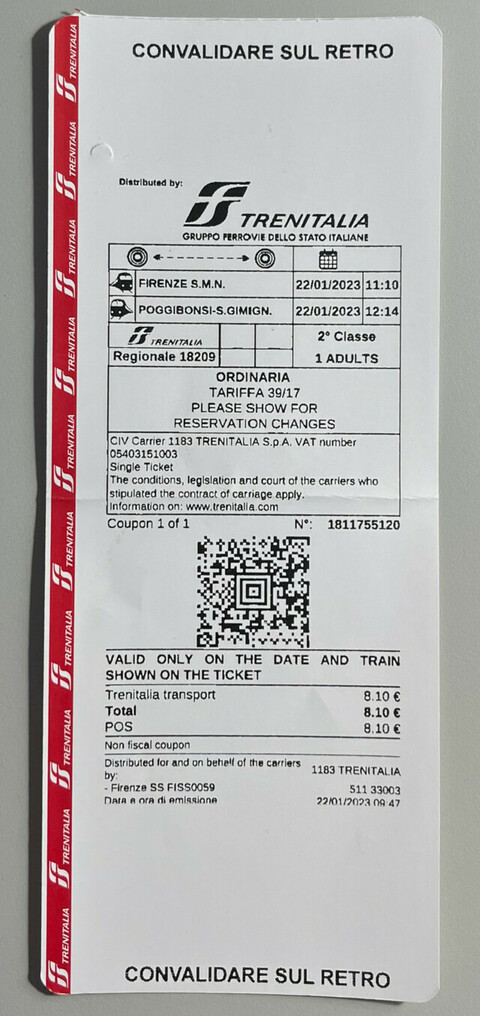 CONVALIDARE SUL RETRO
Distributed by:
TRENITALIA
GRUPPO FERROVIE DELLO STATO ITALIANE
FIRENZE S.M.N. 22/01/2023 11:10
POGGIBONSI-S.GIMIGN. 22/01/2023 12:14
TRENITALIA 2° Classe
Regionale 18209 1 ADULTS
ORDINARIA
TARIFFA 39/17
PLEASE SHOW FOR
RESERVATION CHANGES
CIV Carrier 1183 TRENITALIA S.p.A. VAT number
05403151003
Single Ticket
The conditions, legislation and court of the carriers who
stipulated the contract of carriage apply.
Information on: www.trenitalia.com
Coupon 1 of 1 N°: 1811755120
VALID ONLY ON THE DATE AND TRAIN
SHOWN ON THE TICKET
Trenitalia transport 8.10 €
Total 8.10 €
POS 8.10 €
Non fiscal coupon
Distributed for and on behalf of the carriers
by: 1183 TRENITALIA
- Firenze SS FISS0059 511 33003
Data e ora di emissione 22/01/2023 09:47
CONVALIDARE SUL RETRO
TRENITALIA
TRENITALIA
TRENITALIA
TRENITALIA
TRENITALIA
TRENITALIA
TRENITALIA
TRENITALIA
TRENITALIA
TRENITALIA
TRENITALIA
TRENITALIA
TRENITALIA